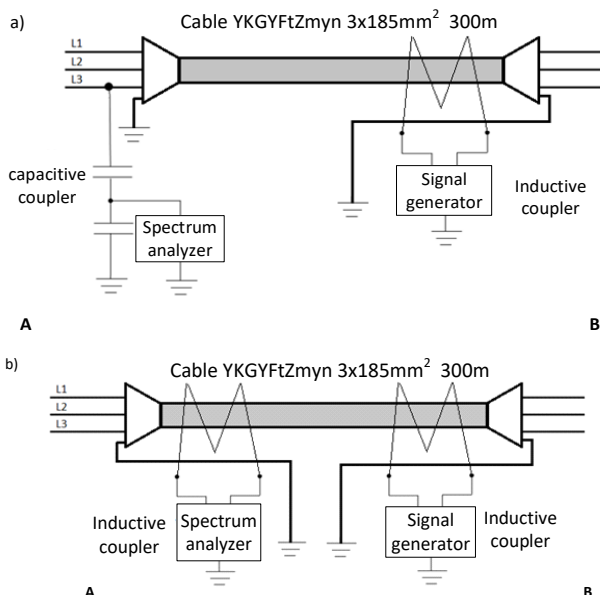 a)
Cable YKGYFtZmyn 3x185mm² 300m
L1
L2
L3
capacitive
coupler
Spectrum
analyzer
Signal
generator
Inductive
coupler
A
B
b)
Cable YKGYFtZmyn 3x185mm² 300m
L1
L2
L3
Inductive
coupler
Spectrum
analyzer
Signal
generator
Inductive
coupler
A
B